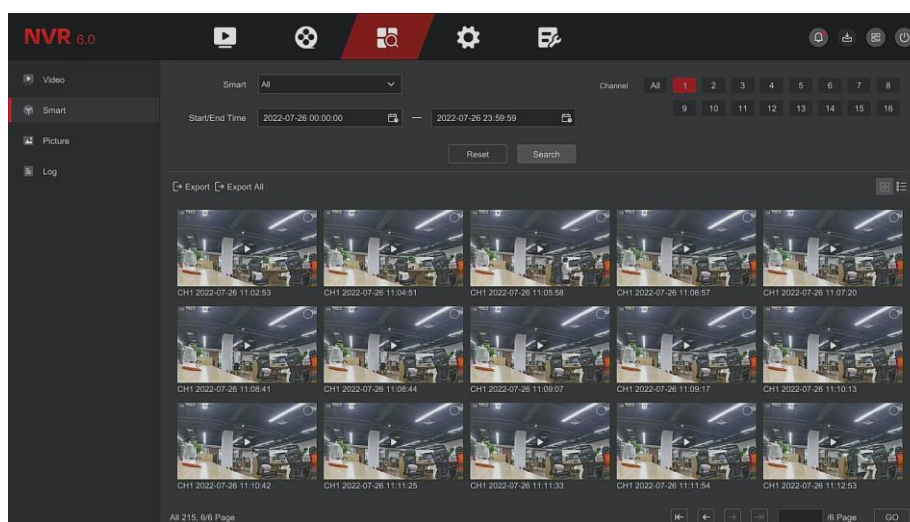 NVR 6.0
Video
Smart
Picture
Log
Smart All
Channel All 1 2 3 4 5 6 7 8
9 10 11 12 13 14 15 16
Start/End Time 2022-07-26 00:00:00 — 2022-07-26 23:59:59
Reset Search
Export Export All
CH1 2022-07-26 11:02:53 CH1 2022-07-26 11:04:51 CH1 2022-07-26 11:05:58 CH1 2022-07-26 11:06:57 CH1 2022-07-26 11:07:20
CH1 2022-07-26 11:08:41 CH1 2022-07-26 11:08:44 CH1 2022-07-26 11:09:07 CH1 2022-07-26 11:09:17 CH1 2022-07-26 11:10:13
CH1 2022-07-26 11:10:42 CH1 2022-07-26 11:11:25 CH1 2022-07-26 11:11:33 CH1 2022-07-26 11:11:54 CH1 2022-07-26 11:12:53
All 215, 6/6 Page /6 Page GO